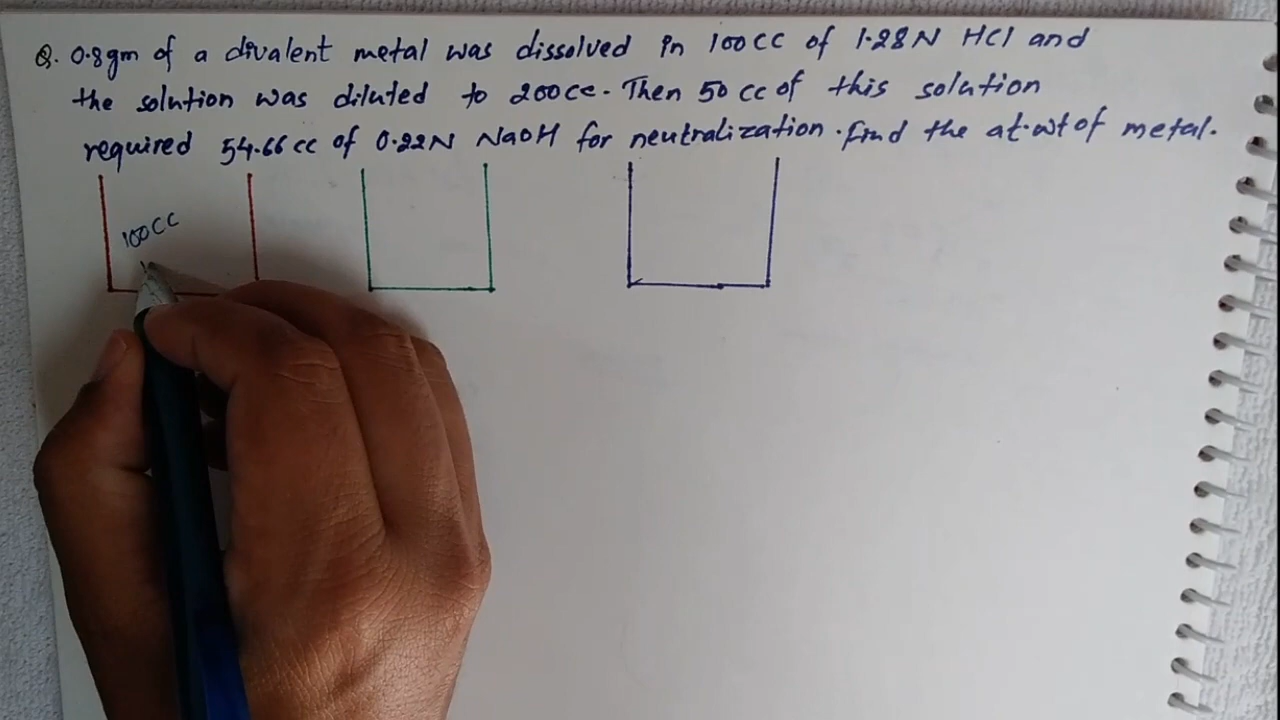 Q. 0.8gm of a divalent metal was dissolved in 100CC of 1.28N HCl and
the solution was diluted to 200cc. Then 50 cc of this solution
required 54.66 cc of 0.22N NaOH for neutralization. find the at.wt of metal.
100CC